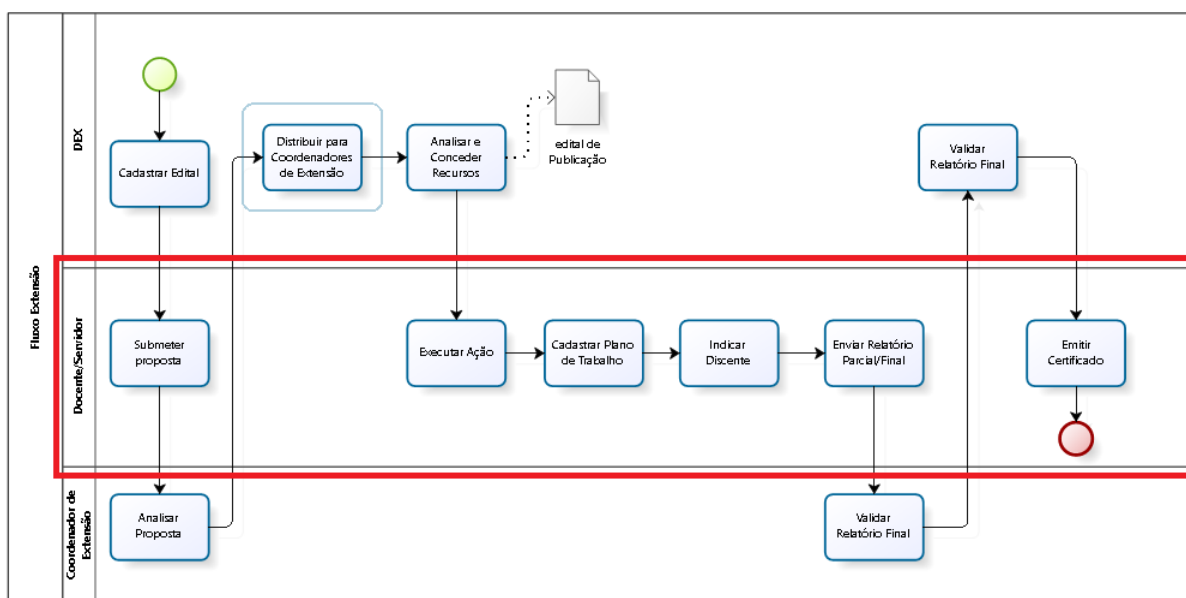 Fluxo Extensão
DEX
Cadastrar Edital
Distribuir para
Coordenadores
de Extensão
Analisar e
Conceder
Recursos
edital de
Publicação
Validar
Relatório Final
Docente/Servidor
Submeter
proposta
Executar Ação
Cadastrar Plano
de Trabalho
Indicar
Discente
Enviar Relatório
Parcial/Final
Emitir
Certificado
Coordenador de
Extensão
Analisar
Proposta
Validar
Relatório Final